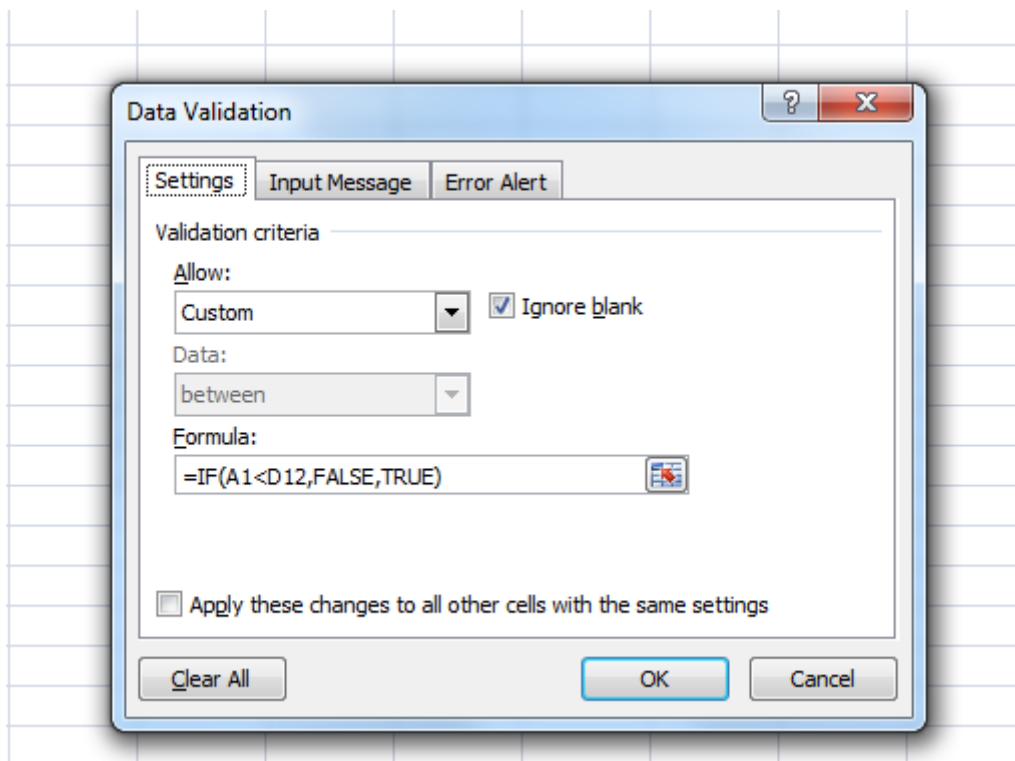 Data Validation
?
Settings Input Message Error Alert
Validation criteria
Allow:
Custom Ignore blank
Data:
between
Formula:
=IF(A1<D12,FALSE,TRUE)
Apply these changes to all other cells with the same settings
Clear All OK Cancel